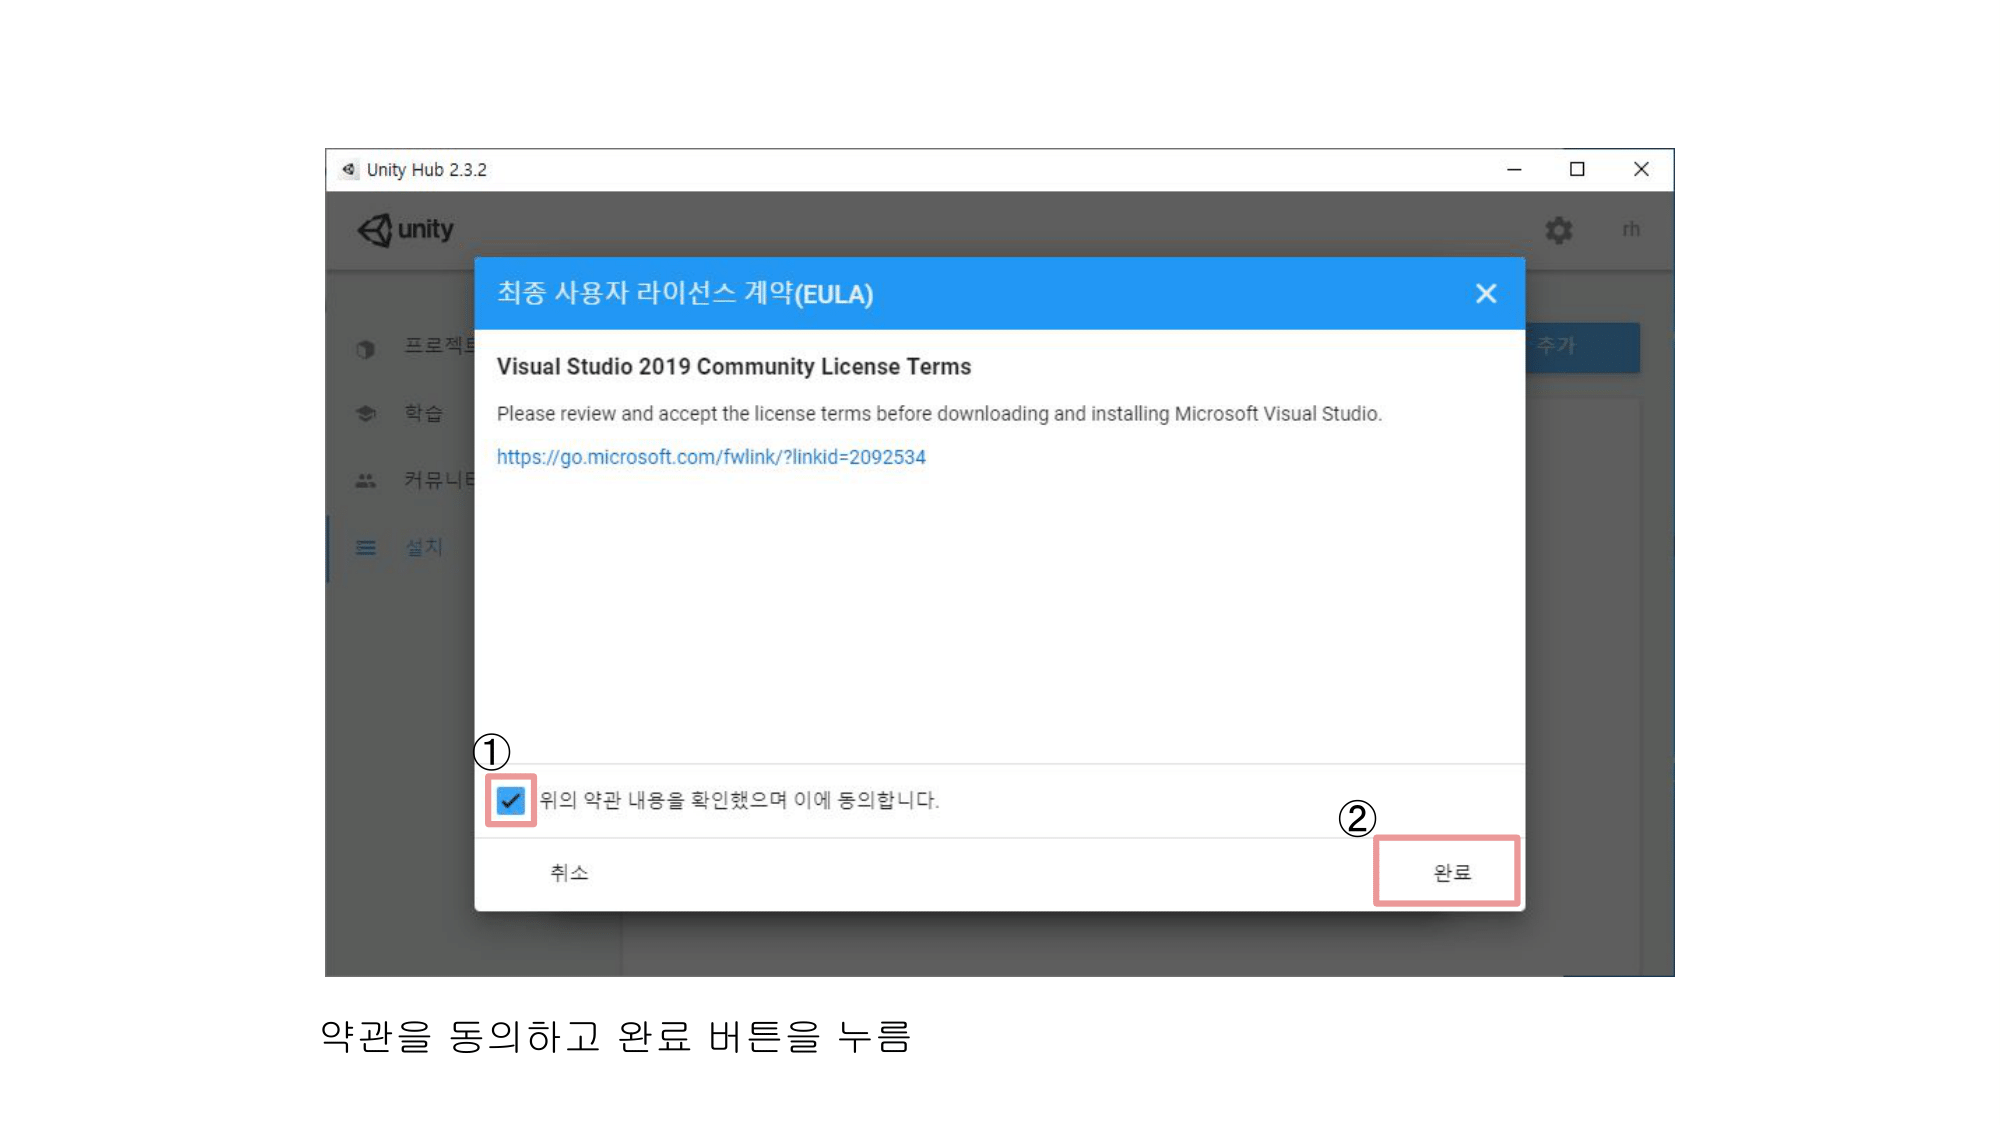 Unity Hub 2.3.2
unity
rh
최종 사용자 라이선스 계약(EULA)
프로젝트
추가
Visual Studio 2019 Community License Terms
학습
Please review and accept the license terms before downloading and installing Microsoft Visual Studio.
https://go.microsoft.com/fwlink/?linkid=2092534
커뮤니티
설치
①
위의 약관 내용을 확인했으며 이에 동의합니다.
②
취소
완료
약관을 동의하고 완료 버튼을 누름